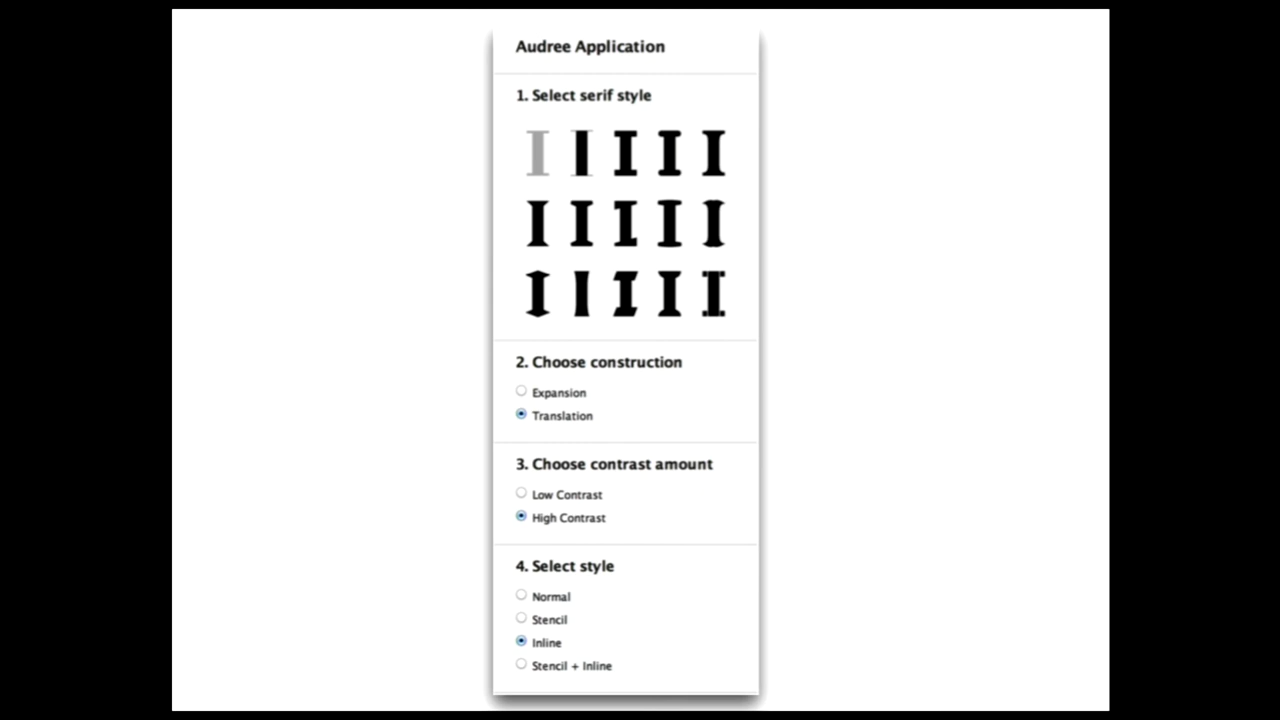 Audree Application
1. Select serif style
I I I I I
I I I I I
I I I I I
2. Choose construction
Expansion
Translation
3. Choose contrast amount
Low Contrast
High Contrast
4. Select style
Normal
Stencil
Inline
Stencil + Inline